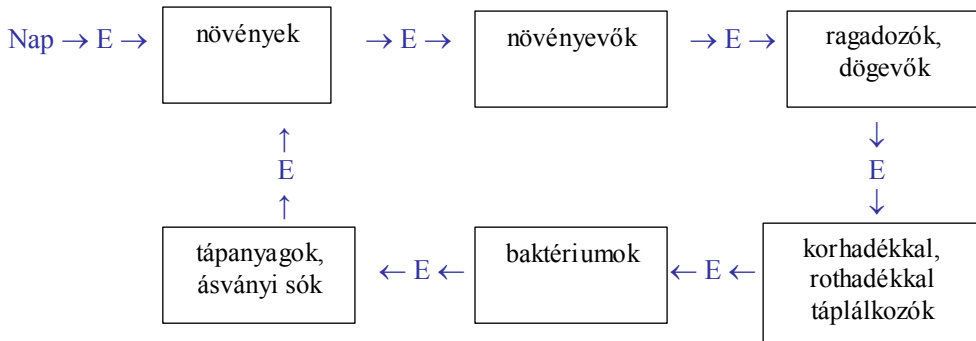 Nap → E → növények → E → növényevők → E → ragadozók,
dögevők
↑ ↓
E E
↑ ↓
tápanyagok,
ásványi sók ← E ← baktériumok ← E ← korhadékkal,
rothadékkal
táplálkozók